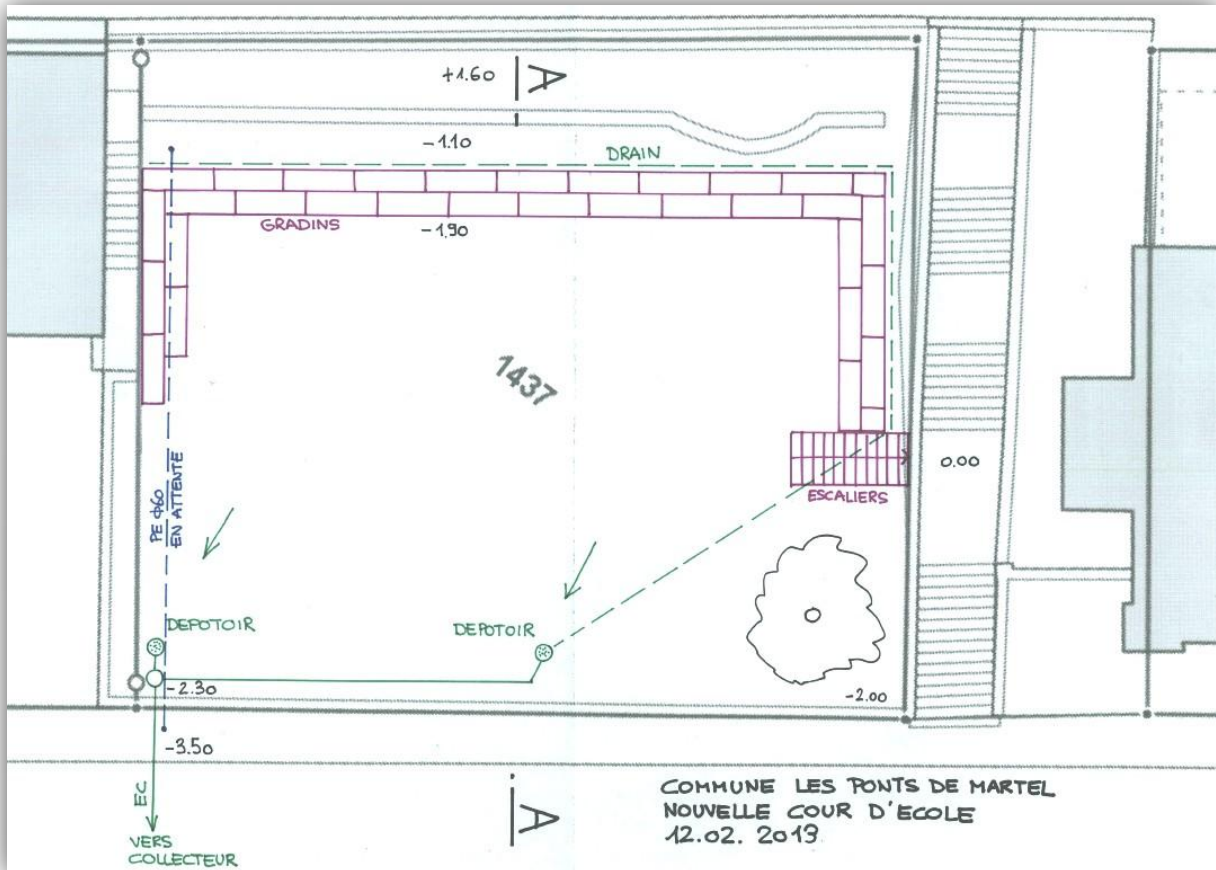 +1.60
A
-1.10
DRAIN
GRADINS
-1.90
1437
0.00
ESCALIERS
PE ϕ60
EN ATTENTE
DEPOTOIR
DEPOTOIR
-2.30
-2.00
-3.50
EC
VERS
COLLECTEUR
A
COMMUNE LES PONTS DE MARTEL
NOUVELLE COUR D'ECOLE
12.02. 2013